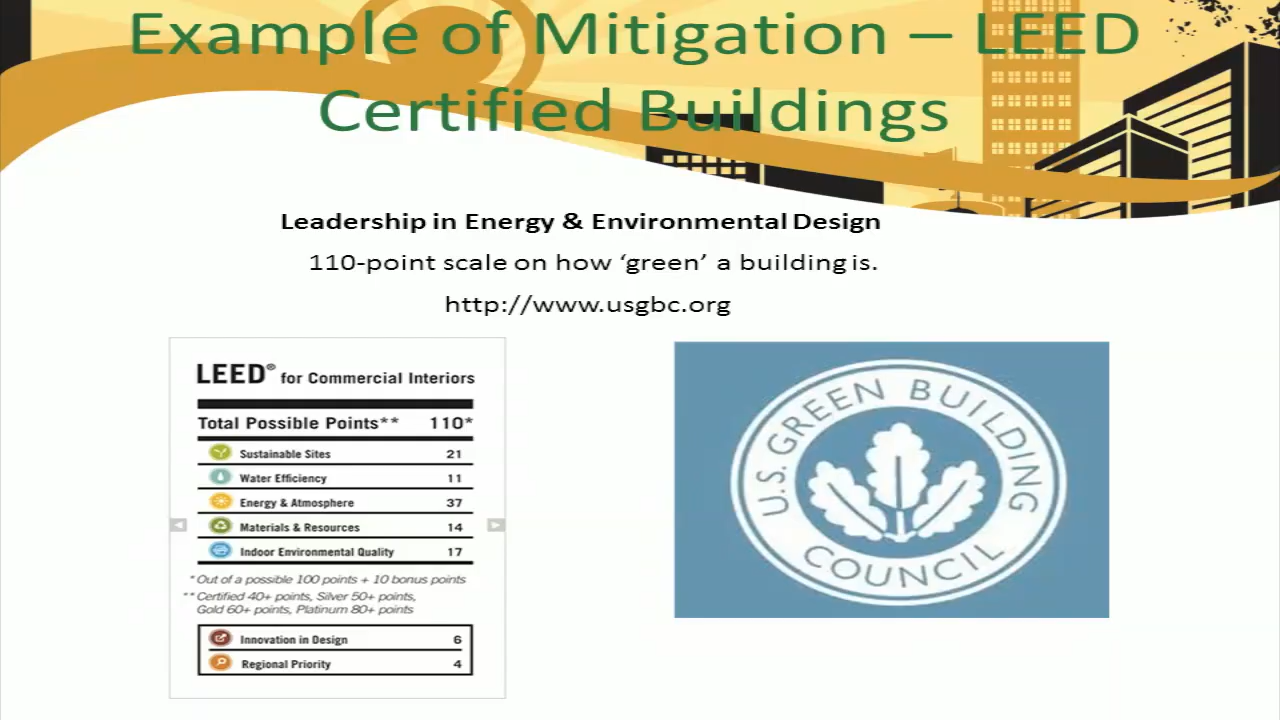 Example of Mitigation – LEED
Certified Buildings
Leadership in Energy & Environmental Design
110-point scale on how ‘green’ a building is.
http://www.usgbc.org
LEED® for Commercial Interiors
Total Possible Points** 110*
Sustainable Sites 21
Water Efficiency 11
Energy & Atmosphere 37
Materials & Resources 14
Indoor Environmental Quality 17
* Out of a possible 100 points + 10 bonus points
** Certified 40+ points, Silver 50+ points,
Gold 60+ points, Platinum 80+ points
Innovation in Design 6
Regional Priority 4
U.S. GREEN BUILDING
COUNCIL